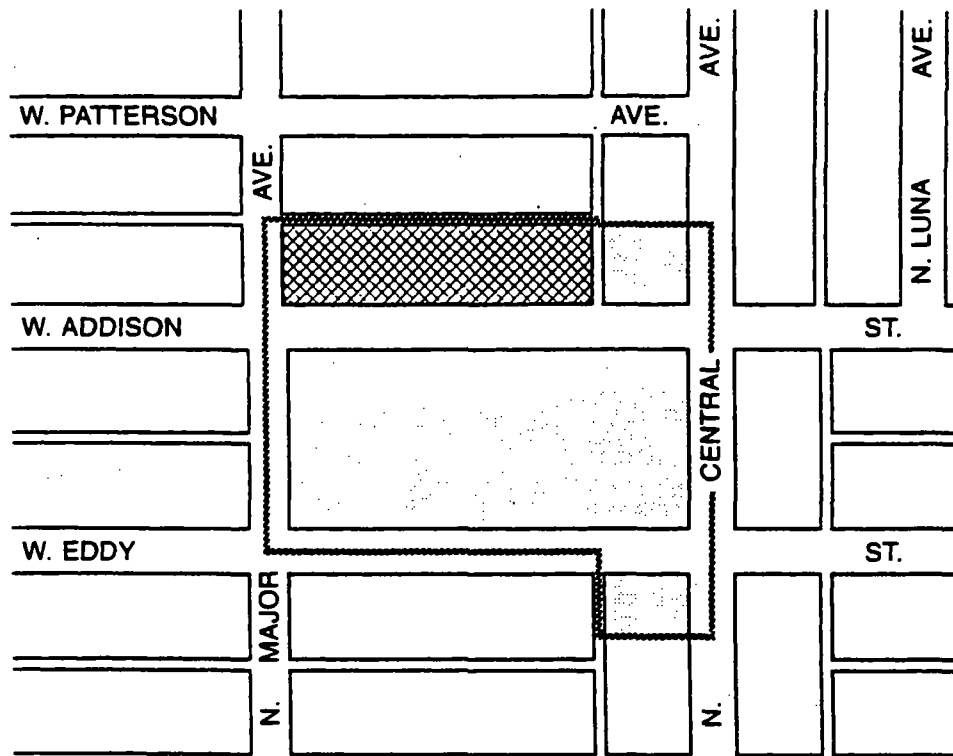 W. PATTERSON AVE.
W. ADDISON ST.
W. EDDY ST.
N. MAJOR AVE.
N. CENTRAL AVE.
N. LUNA AVE.